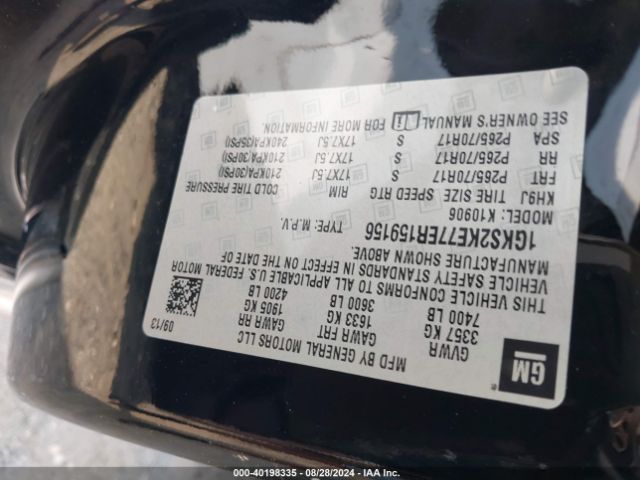 GM
®
MFD BY GENERAL MOTORS LLC
09/13
GVWR GAWR FRT GAWR RR
3357 KG 1633 KG 1905 KG
7400 LB 3600 LB 4200 LB
THIS VEHICLE CONFORMS TO ALL APPLICABLE U.S. FEDERAL MOTOR
VEHICLE SAFETY STANDARDS IN EFFECT ON THE DATE OF
MANUFACTURE SHOWN ABOVE.
1GKS2KE77ER159156 TYPE: M.P.V.
MODEL: K10906
KH9J TIRE SIZE SPEED RTG RIM COLD TIRE PRESSURE
FRT P265/70R17 S 17X7.5J 210KPA(30PSI)
RR P265/70R17 S 17X7.5J 210KPA(30PSI)
SPA P265/70R17 S 17X7.5J 240KPA(35PSI)
SEE OWNER'S MANUAL i FOR MORE INFORMATION.
000-40198335 - 08/28/2024 - IAA Inc.